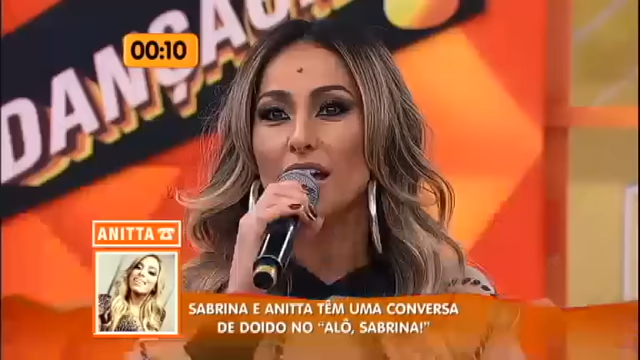 00:10
DANÇA
ANITTA ☎
SABRINA E ANITTA TÊM UMA CONVERSA
DE DOIDO NO “ALÔ, SABRINA!”